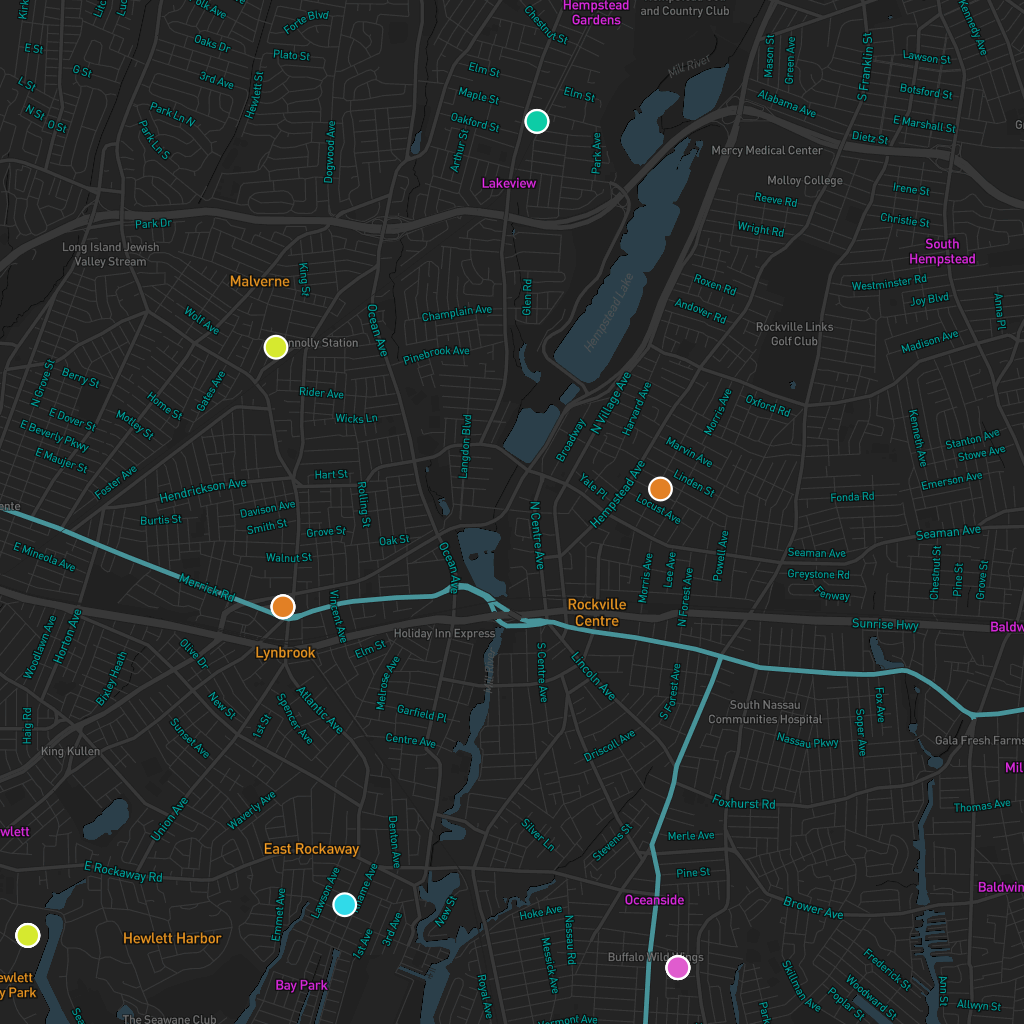 Hempstead
Gardens
and Country Club
Forte Blvd
Chestnut St
Oaks Dr
Plato St
E St
G St
L St
N St
O St
3rd Ave
Hewlett St
Park Ln N
Park Ln S
Dogwood Ave
Elm St
Maple St
Elm St
Oakford St
Arthur St
Park Ave
Mill River
Mason St
Green Ave
S Franklin St
Kennedy Ave
Lawson St
Botsford St
Alabama Ave
E Marshall St
Dietz St
Mercy Medical Center
Molloy College
Lakeview
Irene St
Reeve Rd
Christie St
Wright Rd
Park Dr
Long Island Jewish
Valley Stream
South
Hempstead
Malverne
King St
Glen Rd
Hempstead Lake
Roxen Rd
Westminster Rd
Joy Blvd
Anna Pl
Andover Rd
Wolf Ave
Ocean Ave
Champlain Ave
Rockville Links
Golf Club
Madison Ave
Pinebrook Ave
N Grove St
Berry St
Gates Ave
Rider Ave
Home St
Wicks Ln
E Dover St
Motley St
E Beverly Pkwy
E Maujer St
Foster Ave
Langdon Blvd
Broadway
N Village Ave
Harvard Ave
Morris Ave
Oxford Rd
Kenneth Ave
Stanton Ave
Stowe Ave
Marvin Ave
Emerson Ave
Linden St
Yale Pl
Hempstead Ave
Locust Ave
Fonda Rd
Hart St
Hendrickson Ave
Rolling St
Davison Ave
Smith St
Burtis St
Grove St
Oak St
N Centre Ave
Powell Ave
Seaman Ave
Seaman Ave
Walnut St
E Mineola Ave
Merrick Rd
Ocean Ave
Morris Ave
Lee Ave
N Forest Ave
Greystone Rd
Fenway
Chestnut St
Pine St
Grove St
Rockville
Centre
Sunrise Hwy
Vincent Ave
Holiday Inn Express
Elm St
Lynbrook
Woodlawn Ave
Horton Ave
Bixley Heath
Olive Dr
New St
Melrose Ave
S Centre Ave
Lincoln Ave
S Forest Ave
Haig Rd
1st St
Spencer Ave
Atlantic Ave
Garfield Pl
Centre Ave
Sunset Ave
King Kullen
Driscoll Ave
South Nassau
Communities Hospital
Nassau Pkwy
Soper Ave
Fox Ave
Gala Fresh Farms
Foxhurst Rd
Thomas Ave
Union Ave
Waverly Ave
Denton Ave
Silver Ln
Stevens St
Merle Ave
East Rockaway
E Rockaway Rd
Pine St
Oceanside
Brower Ave
Lawson Ave
Emmet Ave
1st Ave
3rd Ave
New St
Hoke Ave
Nassau Rd
Messick Ave
Royal Ave
Hewlett Harbor
Bay Park
Buffalo Wild Wings
Skillman Ave
Frederick St
Woodward St
Poplar St
Ann St
Allwyn St
The Seawane Club
Vermont Ave